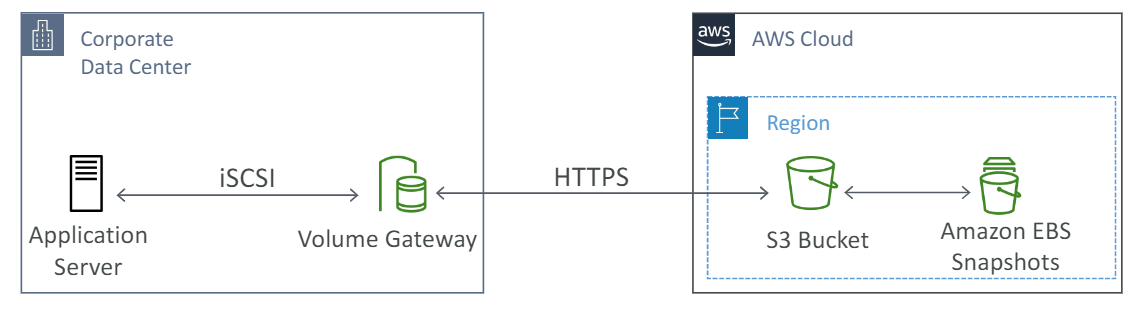 Corporate
Data Center
aws
AWS Cloud
Region
iSCSI
HTTPS
Application
Server
Volume Gateway
S3 Bucket
Amazon EBS
Snapshots